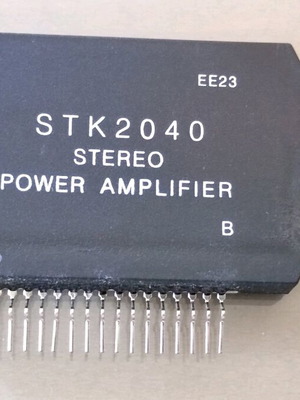 EE23
STK2040
STEREO
POWER AMPLIFIER
B